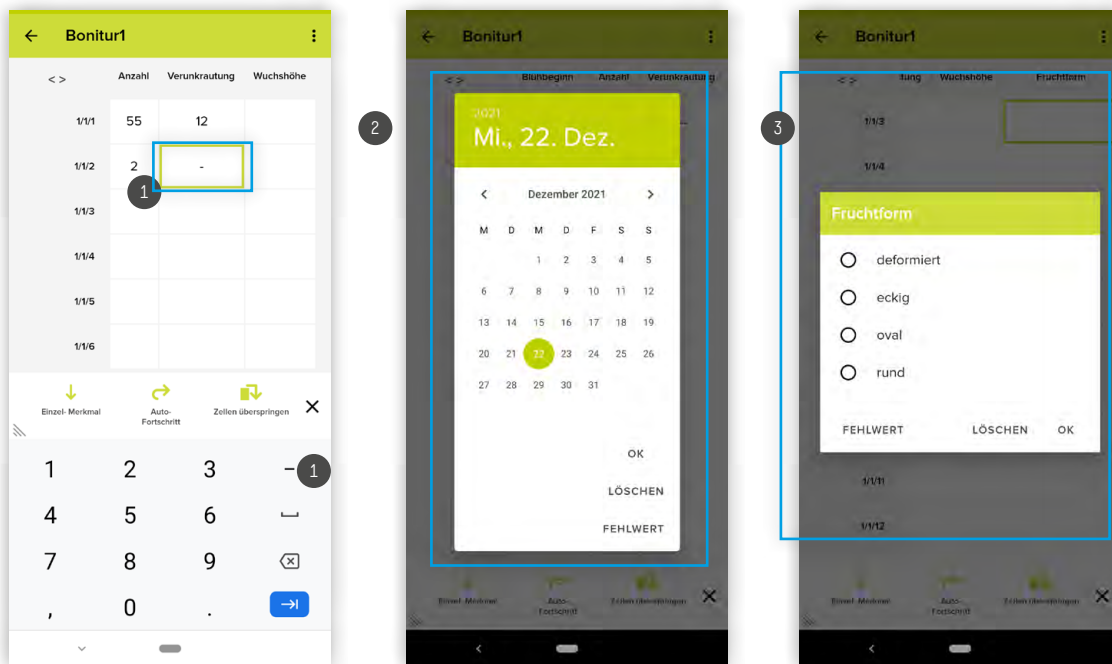 Bonitur1
< > Anzahl Verunkrautung Wuchshöhe
1/1/1 55 12
1/1/2 2 -
1
1/1/3
1/1/4
1/1/5
1/1/6
Einzel- Merkmal
Auto-
Fortschritt
Zellen überspringen
1 2 3 - 1
4 5 6
7 8 9
, 0 .
2
Bonitur1
< > Blühbeginn Anzahl Verunkrautung
2021
Mi., 22. Dez.
Dezember 2021
M D M D F S S
1 2 3 4 5
6 7 8 9 10 11 12
13 14 15 16 17 18 19
20 21 22 23 24 25 26
27 28 29 30 31
OK
LÖSCHEN
FEHLWERT
Einzel- Merkmal
Auto-
Fortschritt
Zellen überspringen
3
Bonitur1
< > tung Wuchshöhe Fruchtform
1/1/3
1/1/4
Fruchtform
deformiert
eckig
oval
rund
FEHLWERT LÖSCHEN OK
1/1/11
1/1/12
Einzel- Merkmal
Auto-
Fortschritt
Zellen überspringen